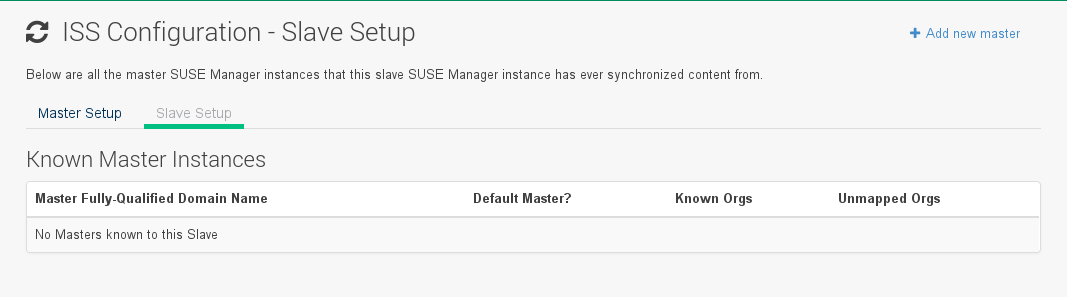 ISS Configuration - Slave Setup
+ Add new master
Below are all the master SUSE Manager instances that this slave SUSE Manager instance has ever synchronized content from.
Master Setup Slave Setup
Known Master Instances
Master Fully-Qualified Domain Name Default Master? Known Orgs Unmapped Orgs
No Masters known to this Slave